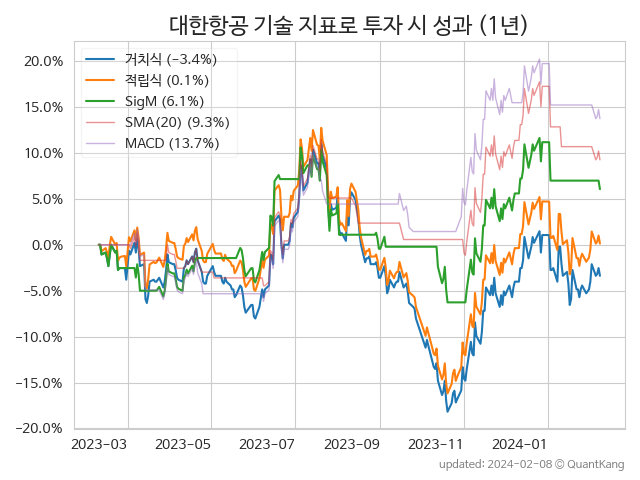 대한항공 기술 지표로 투자 시 성과 (1년)
거치식 (−3.4%)
적립식 (0.1%)
SigM (6.1%)
SMA(20) (9.3%)
MACD (13.7%)
20.0%
15.0%
10.0%
5.0%
0.0%
−5.0%
−10.0%
−15.0%
−20.0%
2023-03 2023-05 2023-07 2023-09 2023-11 2024-01
updated: 2024-02-08 ⓒ QuantKang